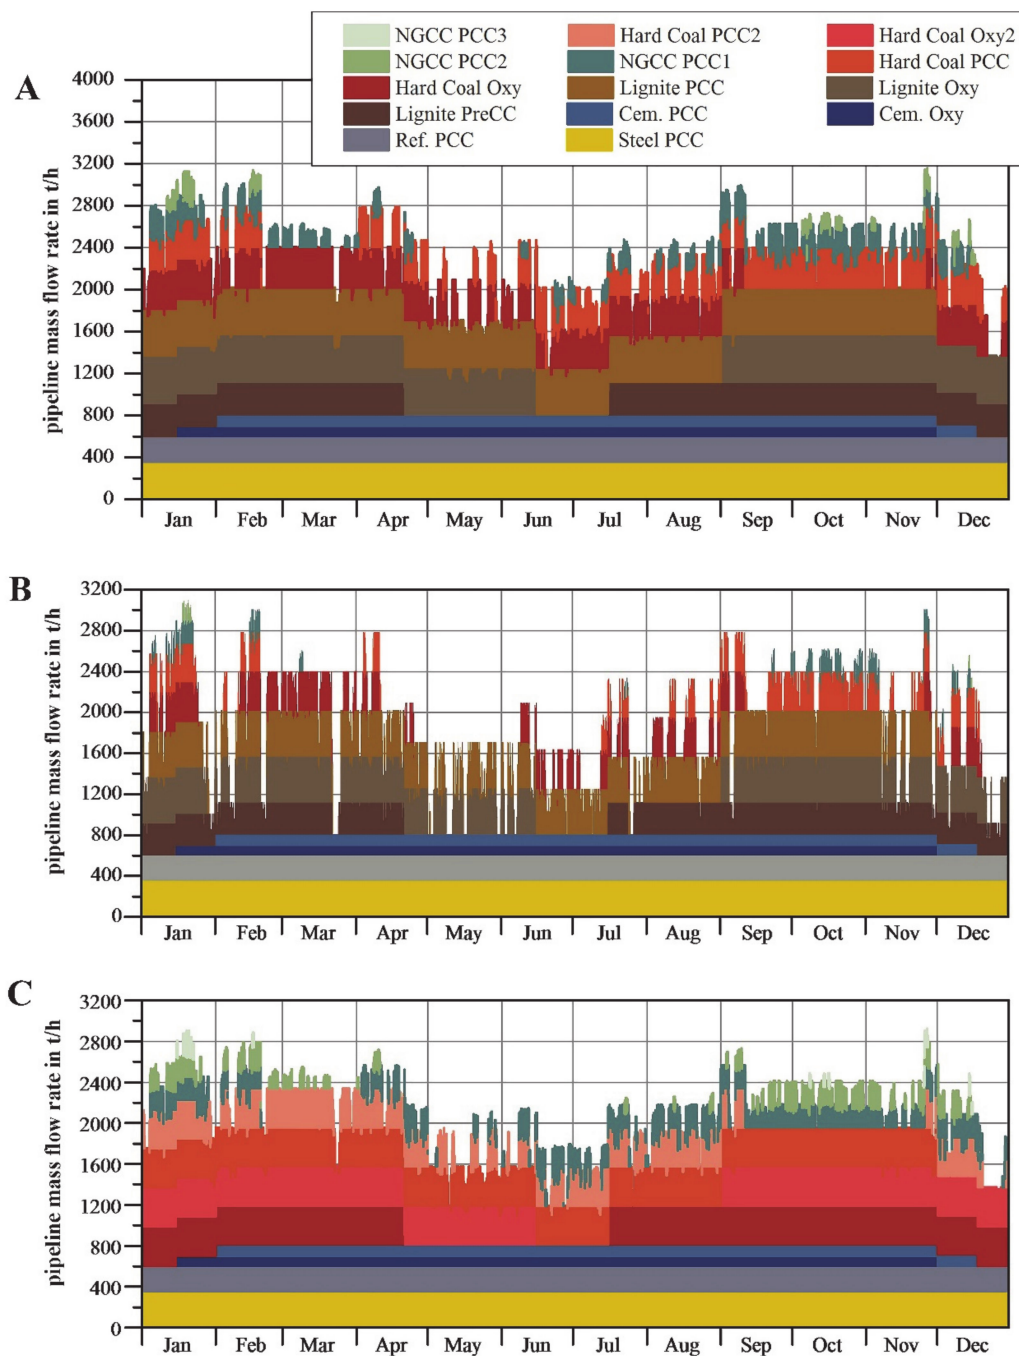 NGCC PCC3 Hard Coal PCC2 Hard Coal Oxy2
NGCC PCC2 NGCC PCC1 Hard Coal PCC
Hard Coal Oxy Lignite PCC Lignite Oxy
Lignite PreCC Cem. PCC Cem. Oxy
Ref. PCC Steel PCC
A
pipeline mass flow rate in t/h
4000
3600
3200
2800
2400
2000
1600
1200
800
400
0
Jan Feb Mar Apr May Jun Jul Aug Sep Oct Nov Dec
B
pipeline mass flow rate in t/h
3200
2800
2400
2000
1600
1200
800
400
0
Jan Feb Mar Apr May Jun Jul Aug Sep Oct Nov Dec
C
pipeline mass flow rate in t/h
3200
2800
2400
2000
1600
1200
800
400
0
Jan Feb Mar Apr May Jun Jul Aug Sep Oct Nov Dec